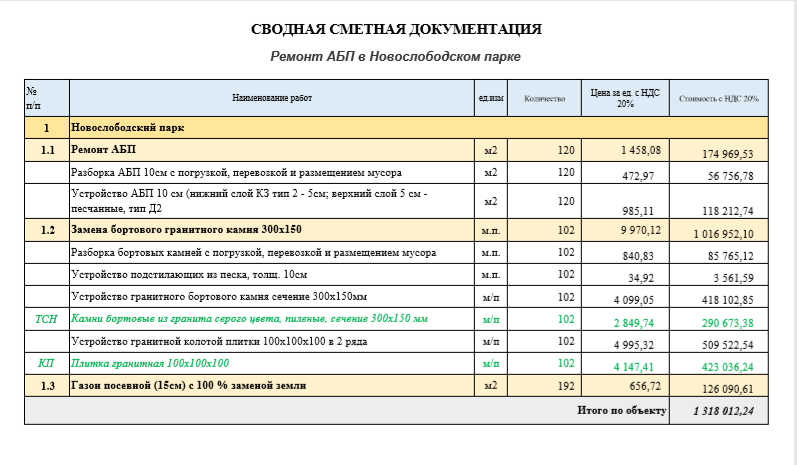 СВОДНАЯ СМЕТНАЯ ДОКУМЕНТАЦИЯ
Ремонт АБП в Новослободском парке
№ п/п Наименование работ ед.изм Количество Цена за ед. с НДС 20% Стоимость с НДС 20%
1 Новослободский парк
1.1 Ремонт АБП м2 120 1 458,08 174 969,53
Разборка АБП 10см с погрузкой, перевозкой и размещением мусора м2 120 472,97 56 756,78
Устройство АБП 10 см (нижний слой КЗ тип 2 - 5см; верхний слой 5 см -
песчанные, тип Д2 м2 120 985,11 118 212,74
1.2 Замена бортового гранитного камня 300х150 м.п. 102 9 970,12 1 016 952,10
Разборка бортовых камней с погрузкой, перевозкой и размещением мусора м.п. 102 840,83 85 765,12
Устройство подстилающих из песка, толщ. 10см м.п. 102 34,92 3 561,59
Устройство гранитного бортового камня сечение 300х150мм м/п 102 4 099,05 418 102,85
ТСН Камни бортовые из гранита серого цвета, пиленые, сечение 300х150 мм м/п 102 2 849,74 290 673,38
Устройство гранитной колотой плитки 100х100х100 в 2 ряда м/п 102 4 995,32 509 522,54
КП Плитка гранитная 100х100х100 м/п 102 4 147,41 423 036,24
1.3 Газон посевной (15см) с 100 % заменой земли м2 192 656,72 126 090,61
Итого по объекту 1 318 012,24